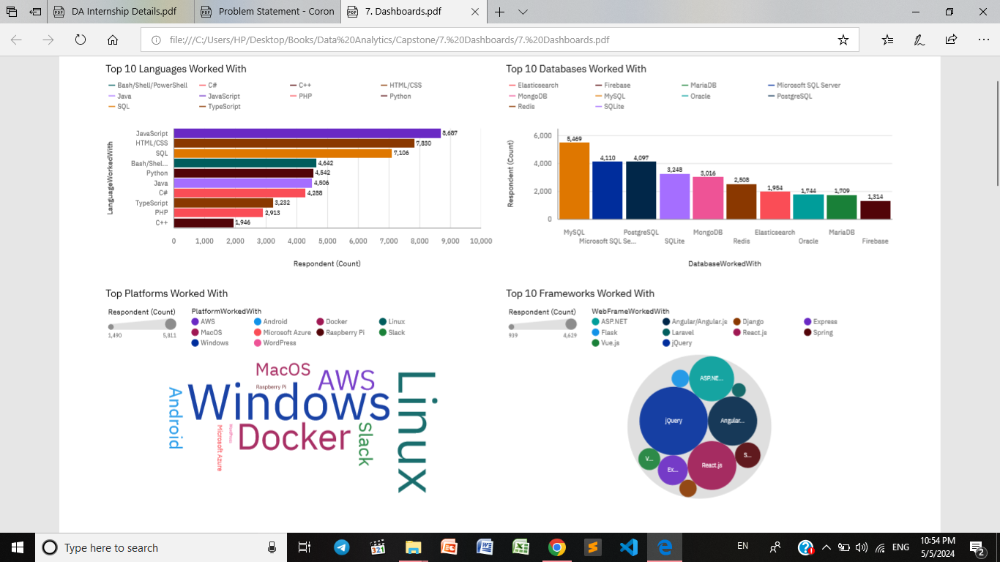 DA Internship Details.pdf
Problem Statement - Coron
7. Dashboards.pdf
file:///C:/Users/HP/Desktop/Books/Data%20Analytics/Capstone/7.%20Dashboards/7.%20Dashboards.pdf
Top 10 Languages Worked With
Bash/Shell/PowerShell C# C++ HTML/CSS
Java JavaScript PHP Python
SQL TypeScript
LanguageWorkedWith
JavaScript 8,687
HTML/CSS 7,830
SQL 7,106
Bash/Shel... 4,642
Python 4,542
Java 4,506
C# 4,288
TypeScript 3,232
PHP 2,913
C++ 1,946
0 1,000 2,000 3,000 4,000 5,000 6,000 7,000 8,000 9,000 10,000
Respondent (Count)
Top 10 Databases Worked With
Elasticsearch Firebase MariaDB Microsoft SQL Server
MongoDB MySQL Oracle PostgreSQL
Redis SQLite
Respondent (Count)
6,000
4,000
2,000
0
5,469 4,110 4,097 3,248 3,016 2,508 1,954 1,744 1,709 1,314
MySQL PostgreSQL MongoDB Elasticsearch MariaDB
Microsoft SQL Se... SQLite Redis Oracle Firebase
DatabaseWorkedWith
Top Platforms Worked With
Respondent (Count)
1,490 5,811
PlatformWorkedWith
AWS Android Docker Linux
MacOS Microsoft Azure Raspberry Pi Slack
Windows WordPress
MacOS
AWS
Raspberry Pi
Windows
Linux
Android
Docker
Slack
Microsoft Azure
WordPress
Top 10 Frameworks Worked With
Respondent (Count)
939 4,629
WebFrameWorkedWith
ASP.NET Angular/Angular.js Django Express
Flask Laravel React.js Spring
Vue.js jQuery
ASP.NE...
jQuery
Angular...
V...
Ex...
React.js
S...
Type here to search
321
EN
ENG
10:54 PM
5/5/2024
2